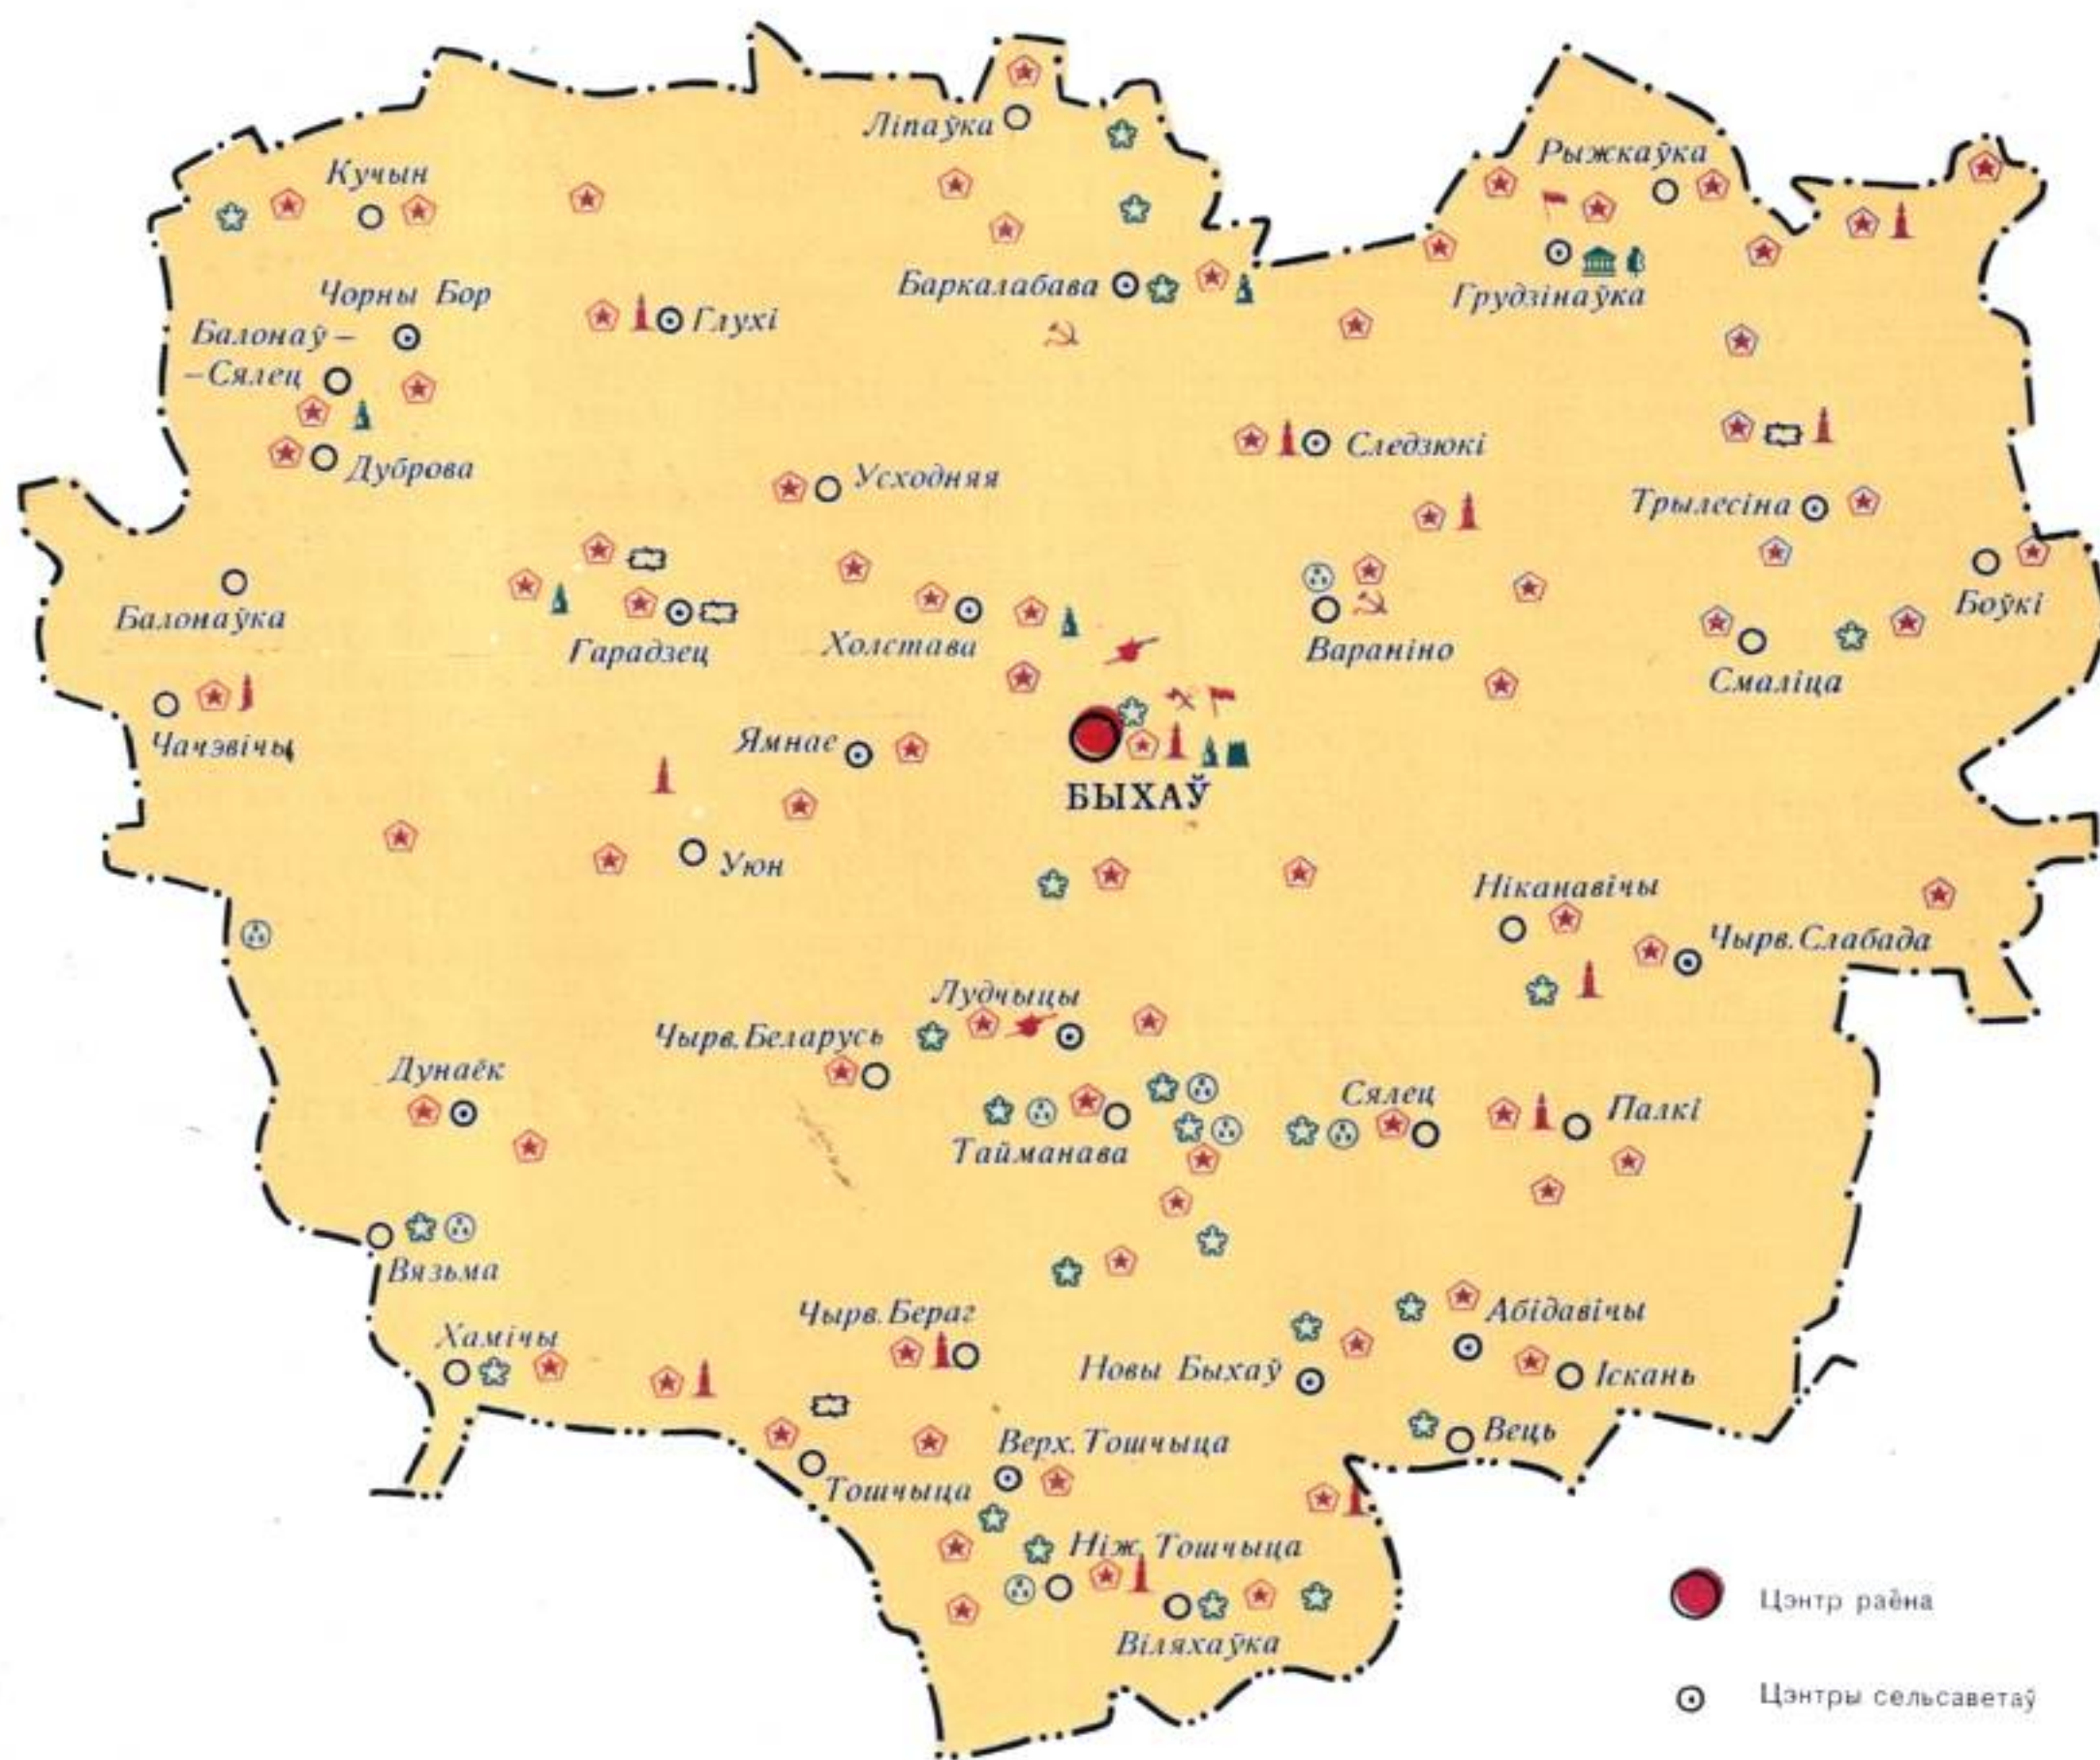 Ліпаўка
Рыжкаўка
Кучын
Баркалабава
Грудзінаўка
Чорны Бор
Глухі
Балонаў –
– Сялец
Следзюкі
Дуброва
Усходняя
Трылесіна
Балонаўка
Гарадзец
Холстава
Вараніно
Боўкі
Смаліца
Чачэвічы
Ямнае
БЫХАЎ
Уюн
Ніканавічы
Чырв. Слабада
Лудчыцы
Чырв. Беларусь
Дунаёк
Сялец
Палкі
Тайманава
Вязьма
Чырв. Бераг
Абідавічы
Хамічы
Новы Быхаў
Іскань
Вець
Верх. Тошчыца
Тошчыца
Ніж. Тошчыца
Віляхаўка
Цэнтр раёна
Цэнтры сельсаветаў